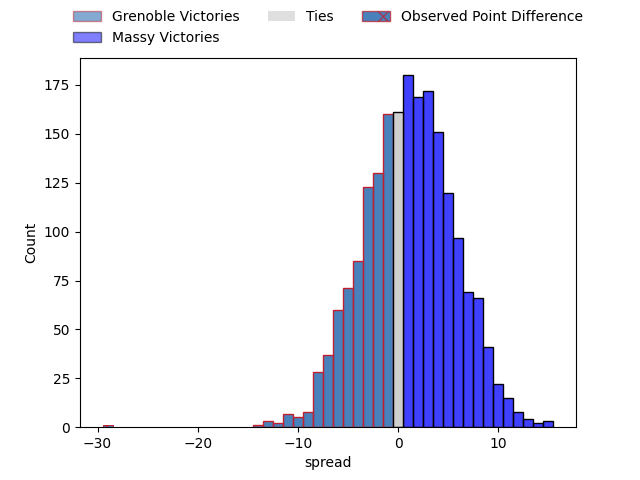 Grenoble Victories
Ties
Observed Point Difference
Massy Victories
175
150
125
100
75
50
25
0
Count
−30
−20
−10
0
10
spread